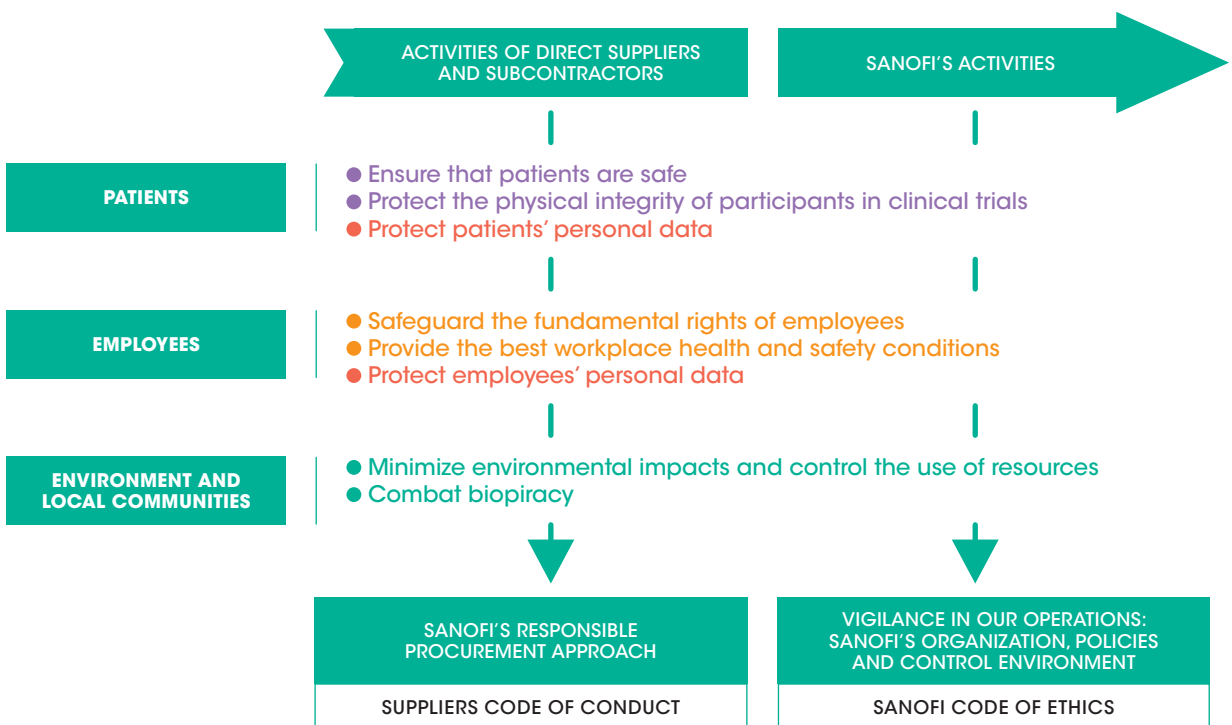 ACTIVITIES OF DIRECT SUPPLIERS
AND SUBCONTRACTORS
SANOFI'S ACTIVITIES
PATIENTS
● Ensure that patients are safe
● Protect the physical integrity of participants in clinical trials
● Protect patients' personal data
EMPLOYEES
● Safeguard the fundamental rights of employees
● Provide the best workplace health and safety conditions
● Protect employees' personal data
ENVIRONMENT AND
LOCAL COMMUNITIES
● Minimize environmental impacts and control the use of resources
● Combat biopiracy
SANOFI'S RESPONSIBLE
PROCUREMENT APPROACH
SUPPLIERS CODE OF CONDUCT
VIGILANCE IN OUR OPERATIONS:
SANOFI'S ORGANIZATION, POLICIES
AND CONTROL ENVIRONMENT
SANOFI CODE OF ETHICS